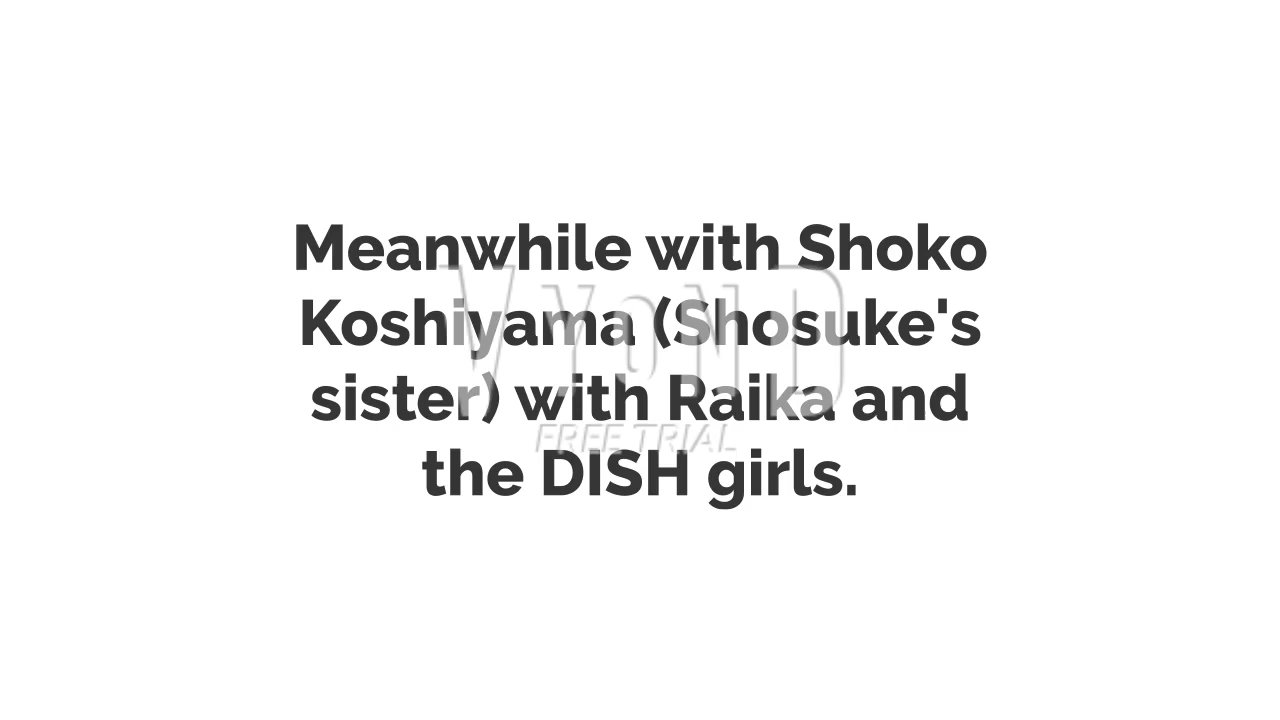 Meanwhile with Shoko
Koshiyama (Shosuke's
sister) with Raika and
the DISH girls.
VYOND
FREE TRIAL